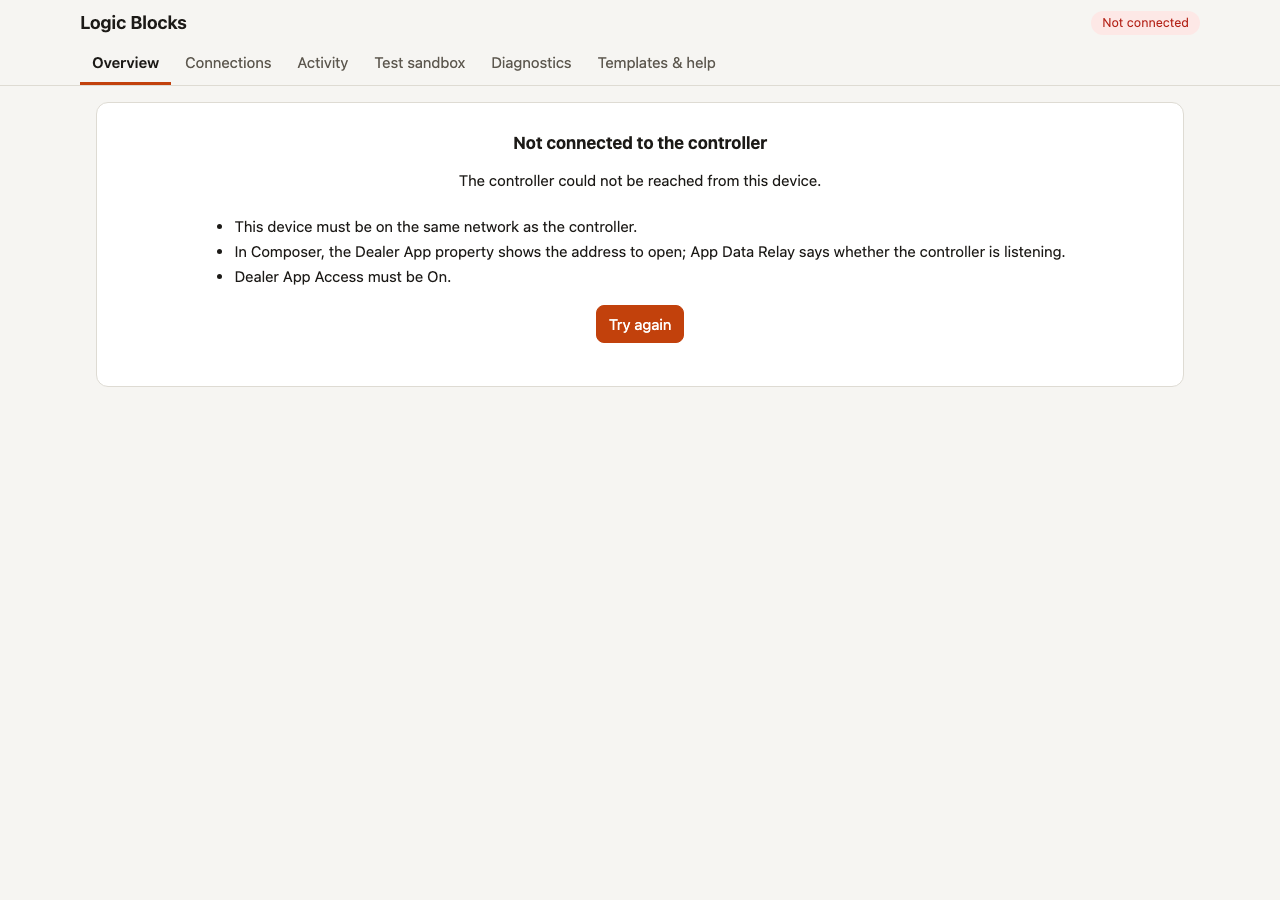 Logic Blocks
Not connected
Overview
Connections
Activity
Test sandbox
Diagnostics
Templates & help
Not connected to the controller
The controller could not be reached from this device.
This device must be on the same network as the controller.
In Composer, the Dealer App property shows the address to open; App Data Relay says whether the controller is listening.
Dealer App Access must be On.
Try again